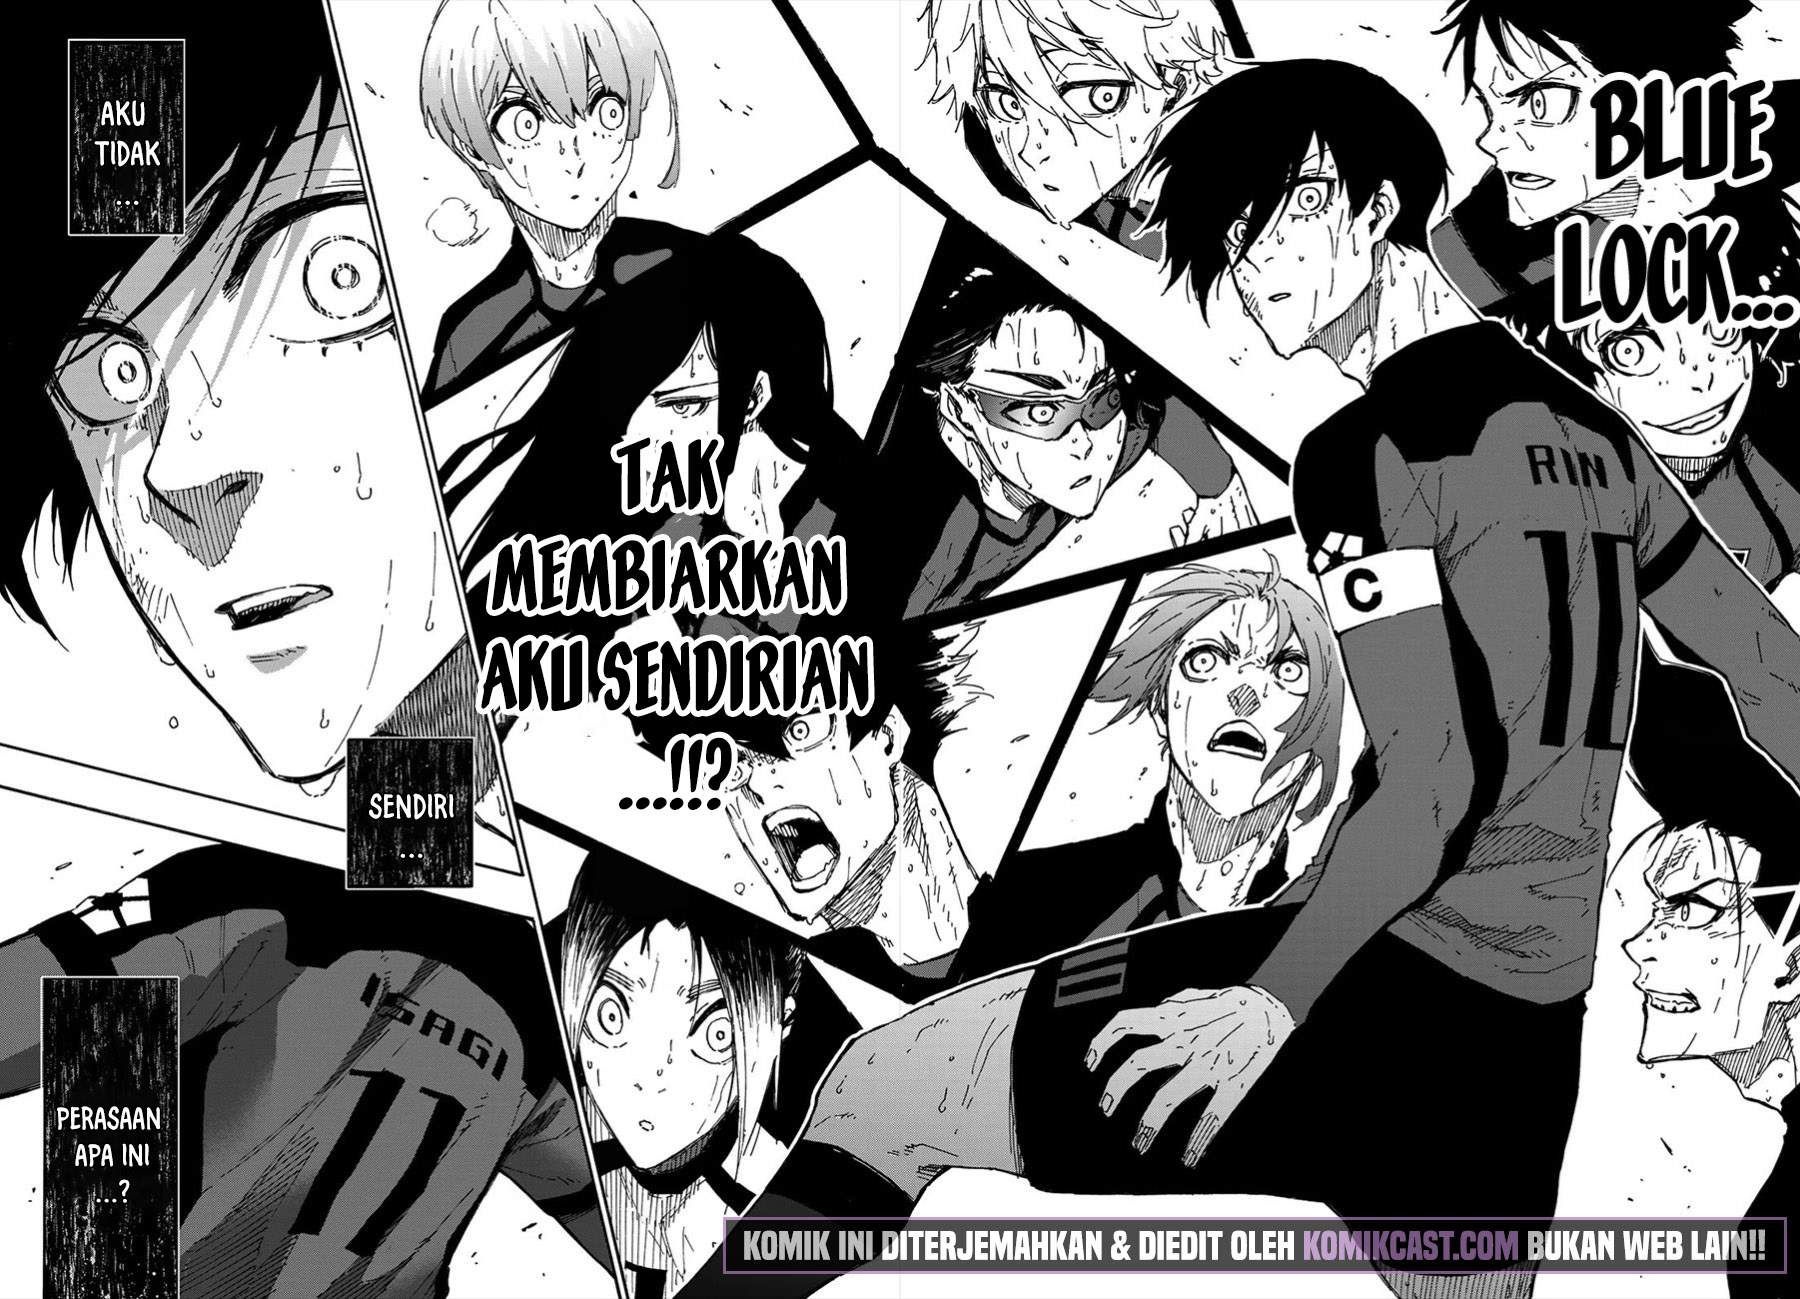 BLUE
LOCK...
RIN
10
C
TAK
MEMBIARKAN
AKU SENDIRIAN
......!!?
AKU
TIDAK
...
SENDIRI
...
ISAGI
11
PERASAAN
APA INI
...?
KOMIK INI DITERJEMAHKAN & DIEDIT OLEH KOMIKCAST.COM BUKAN WEB LAIN!!